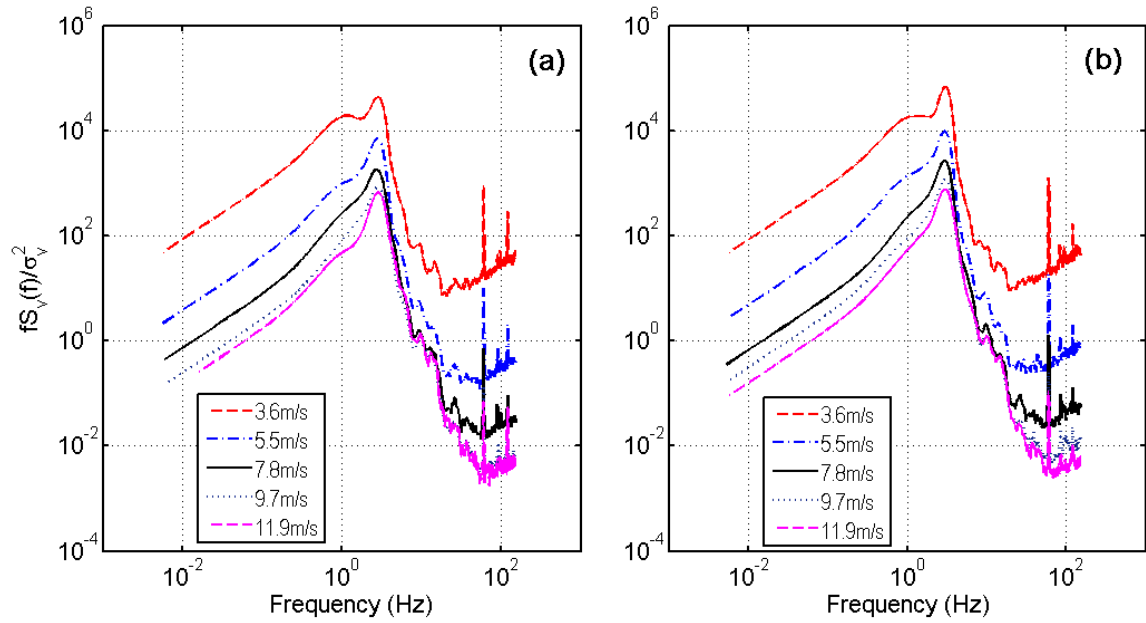 10^6
10^4
10^2
10^0
10^-2
10^-4
fS_v(f)/σ_v^2
(a)
3.6m/s
5.5m/s
7.8m/s
9.7m/s
11.9m/s
10^-2
10^0
10^2
Frequency (Hz)
10^6
10^4
10^2
10^0
10^-2
10^-4
(b)
3.6m/s
5.5m/s
7.8m/s
9.7m/s
11.9m/s
10^-2
10^0
10^2
Frequency (Hz)